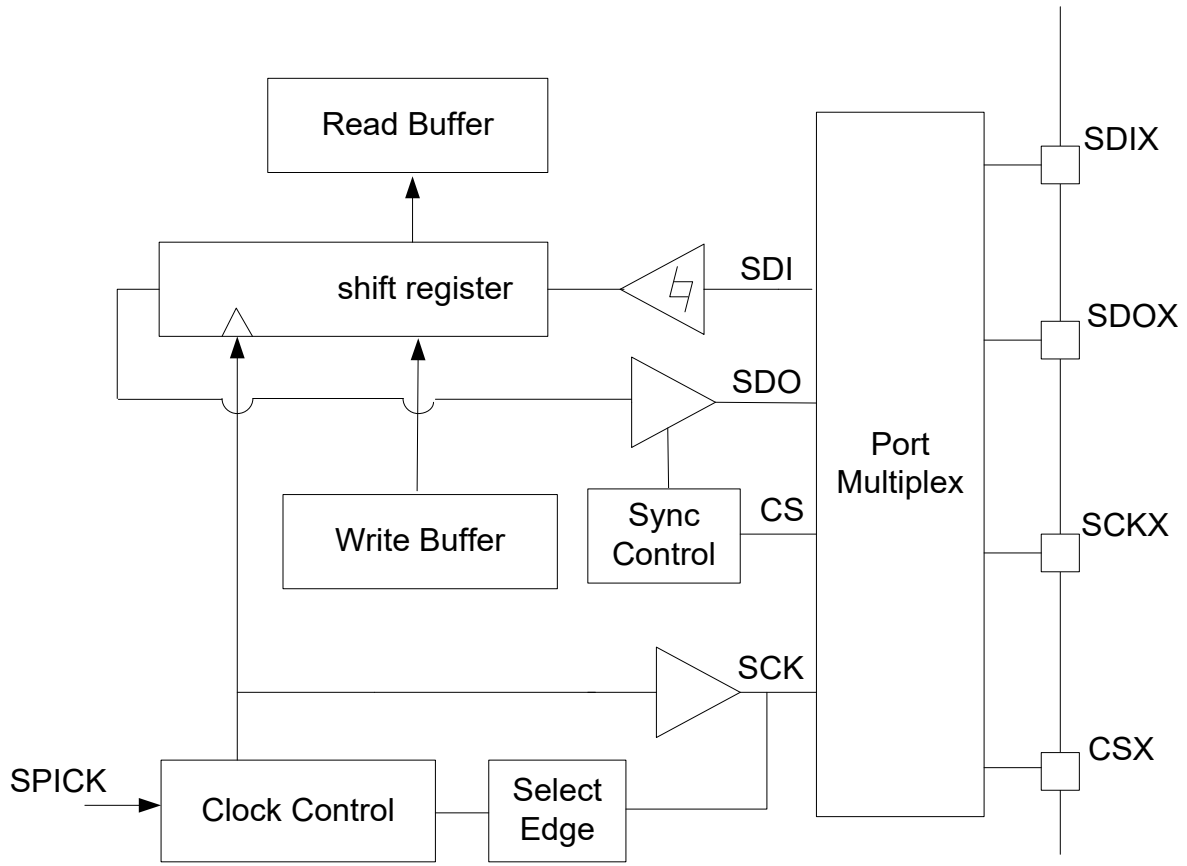 Read Buffer
SDIX
shift register
SDI
SDOX
SDO
Port
Multiplex
Write Buffer
Sync
Control
CS
SCKX
SCK
CSX
SPICK
Clock Control
Select
Edge